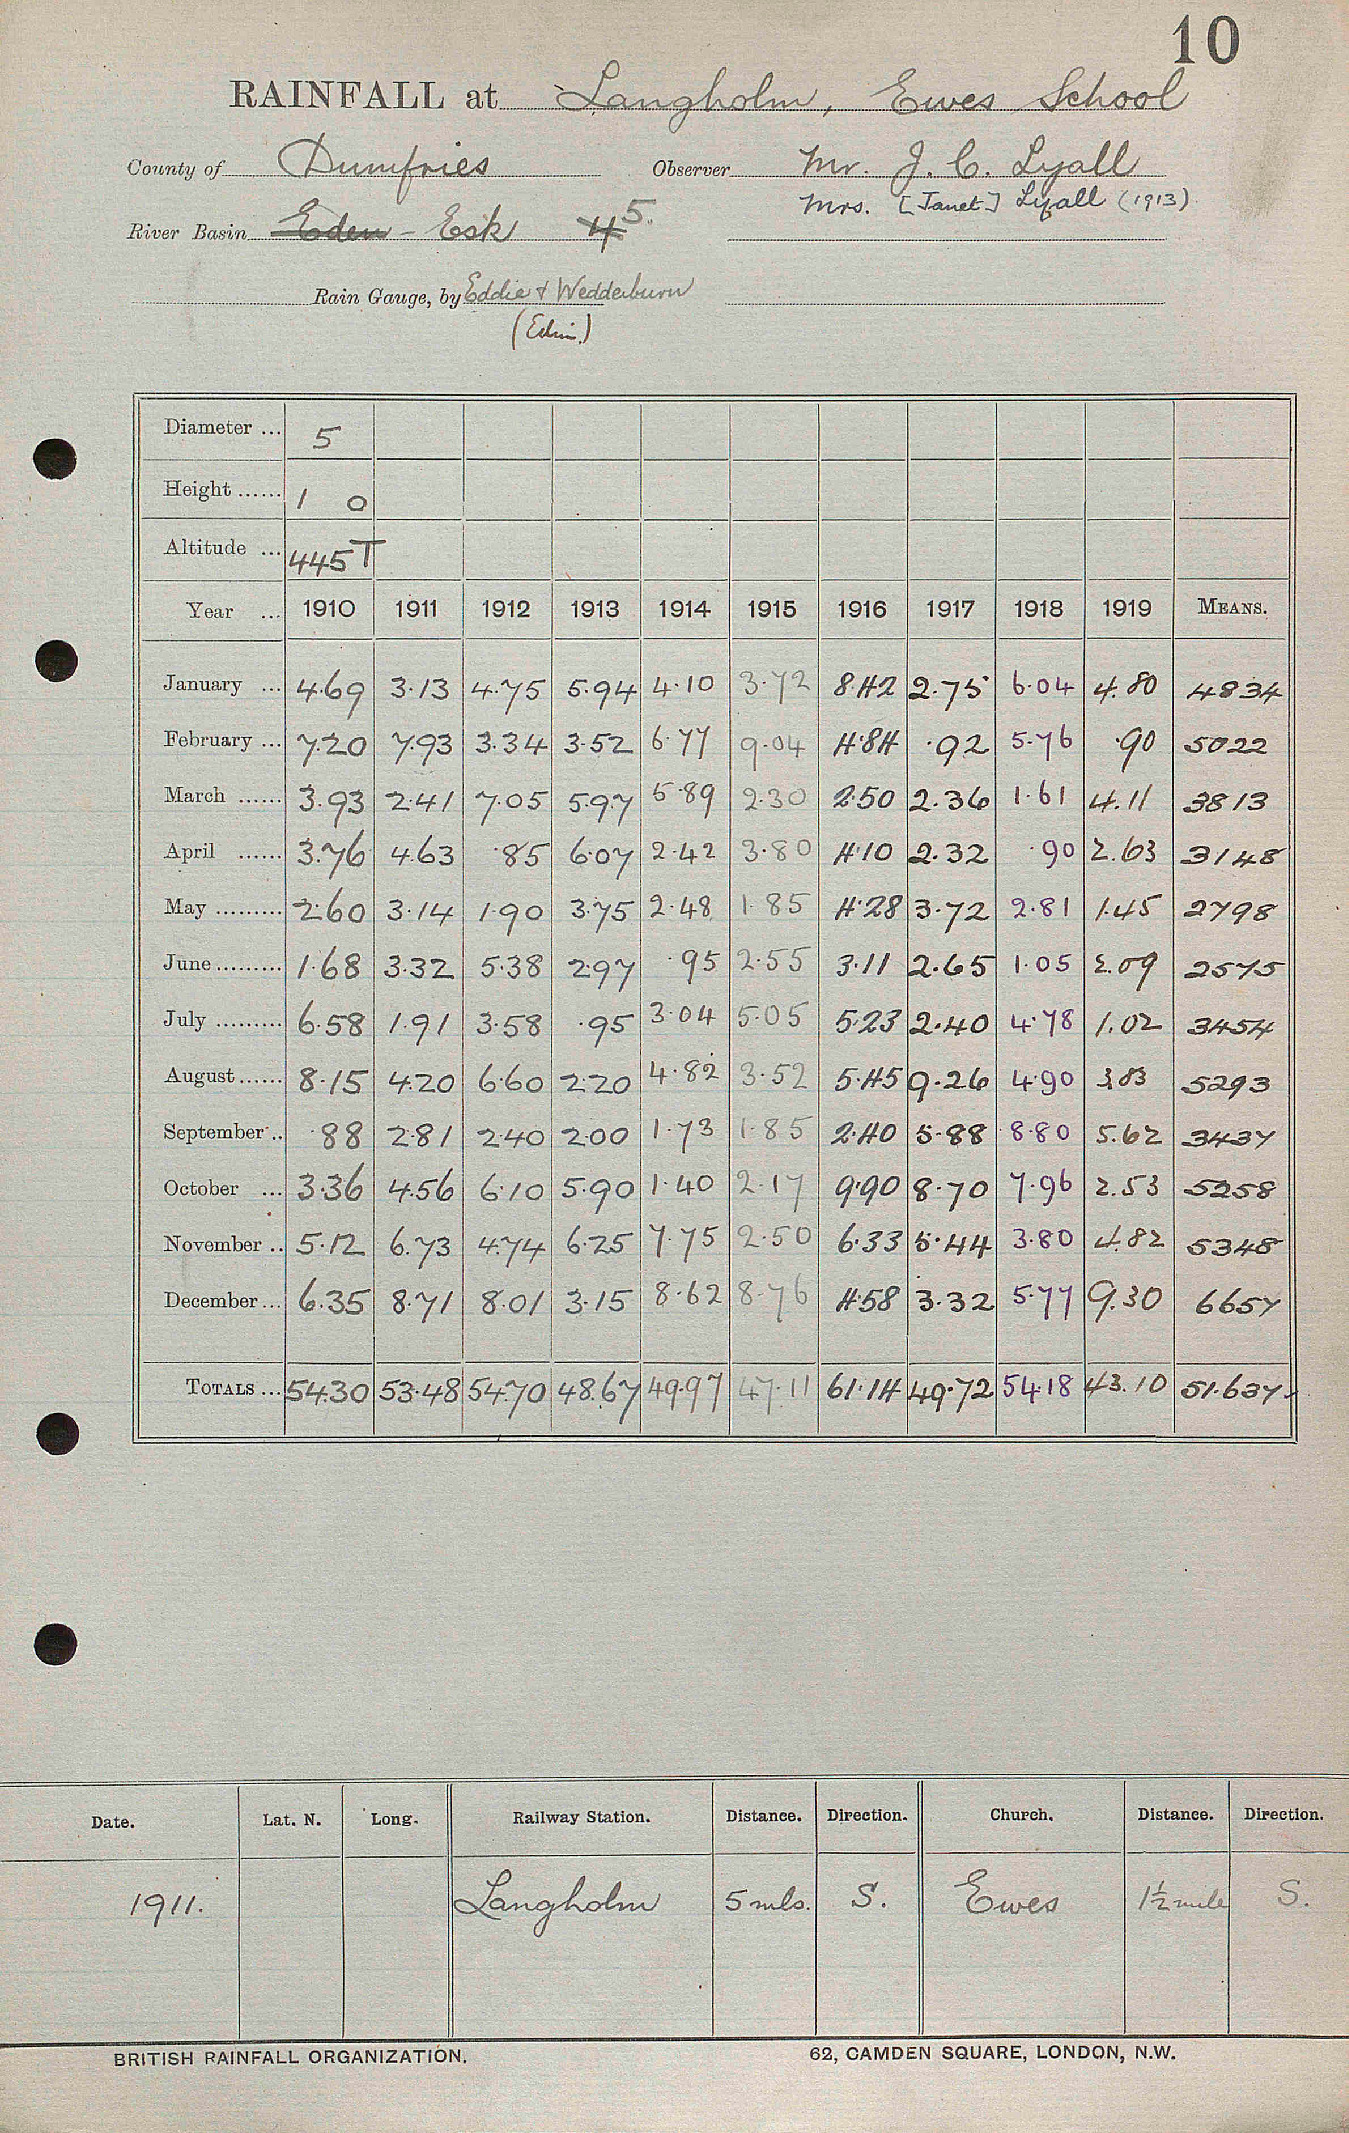 10
RAINFALL at Langholm, Ewes School
County of Dumfries Observer Mr. J. C. Lyall
Mrs. [Janet] Lyall (1913)
River Basin Eden - Esk 4 5.
Rain Gauge, by Eddie & Wedderburn
(Edin.)
Diameter ... 5
Height ...... 1 0
Altitude ... 445 T
Year ... 1910 1911 1912 1913 1914 1915 1916 1917 1918 1919 MEANS.
January ... 4.69 3.13 4.75 5.94 4.10 3.72 8.42 2.75 6.04 4.80 4834
February ... 7.20 7.93 3.34 3.52 6.77 9.04 4.84 .92 5.76 .90 5022
March ...... 3.93 2.41 7.05 5.97 5.89 2.30 2.50 2.36 1.61 4.11 3813
April ...... 3.76 4.63 .85 6.07 2.42 3.80 4.10 2.32 .90 2.63 3148
May ......... 2.60 3.14 1.90 3.75 2.48 1.85 4.28 3.72 2.81 1.45 2798
June ......... 1.68 3.32 5.38 2.97 .95 2.55 3.11 2.65 1.05 2.09 2575
July ......... 6.58 1.91 3.58 .95 3.04 5.05 5.23 2.40 4.78 1.02 3454
August ...... 8.15 4.20 6.60 2.20 4.82 3.52 5.45 9.26 4.90 3.83 5293
September .. .88 2.81 2.40 2.00 1.73 1.85 2.40 5.88 8.80 5.62 3437
October ... 3.36 4.56 6.10 5.90 1.40 2.17 9.90 8.70 7.96 2.53 5258
November .. 5.12 6.73 4.74 6.25 7.75 2.50 6.33 5.44 3.80 4.82 5348
December ... 6.35 8.71 8.01 3.15 8.62 8.76 4.58 3.32 5.77 9.30 6657
TOTALS ... 54.30 53.48 54.70 48.67 49.97 47.11 61.14 49.72 54.18 43.10 51.637
Date. Lat. N. Long. Railway Station. Distance. Direction. Church. Distance. Direction.
1911. Langholm 5 mls. S. Ewes 1½ mile S.
BRITISH RAINFALL ORGANIZATION. 62, CAMDEN SQUARE, LONDON, N.W.